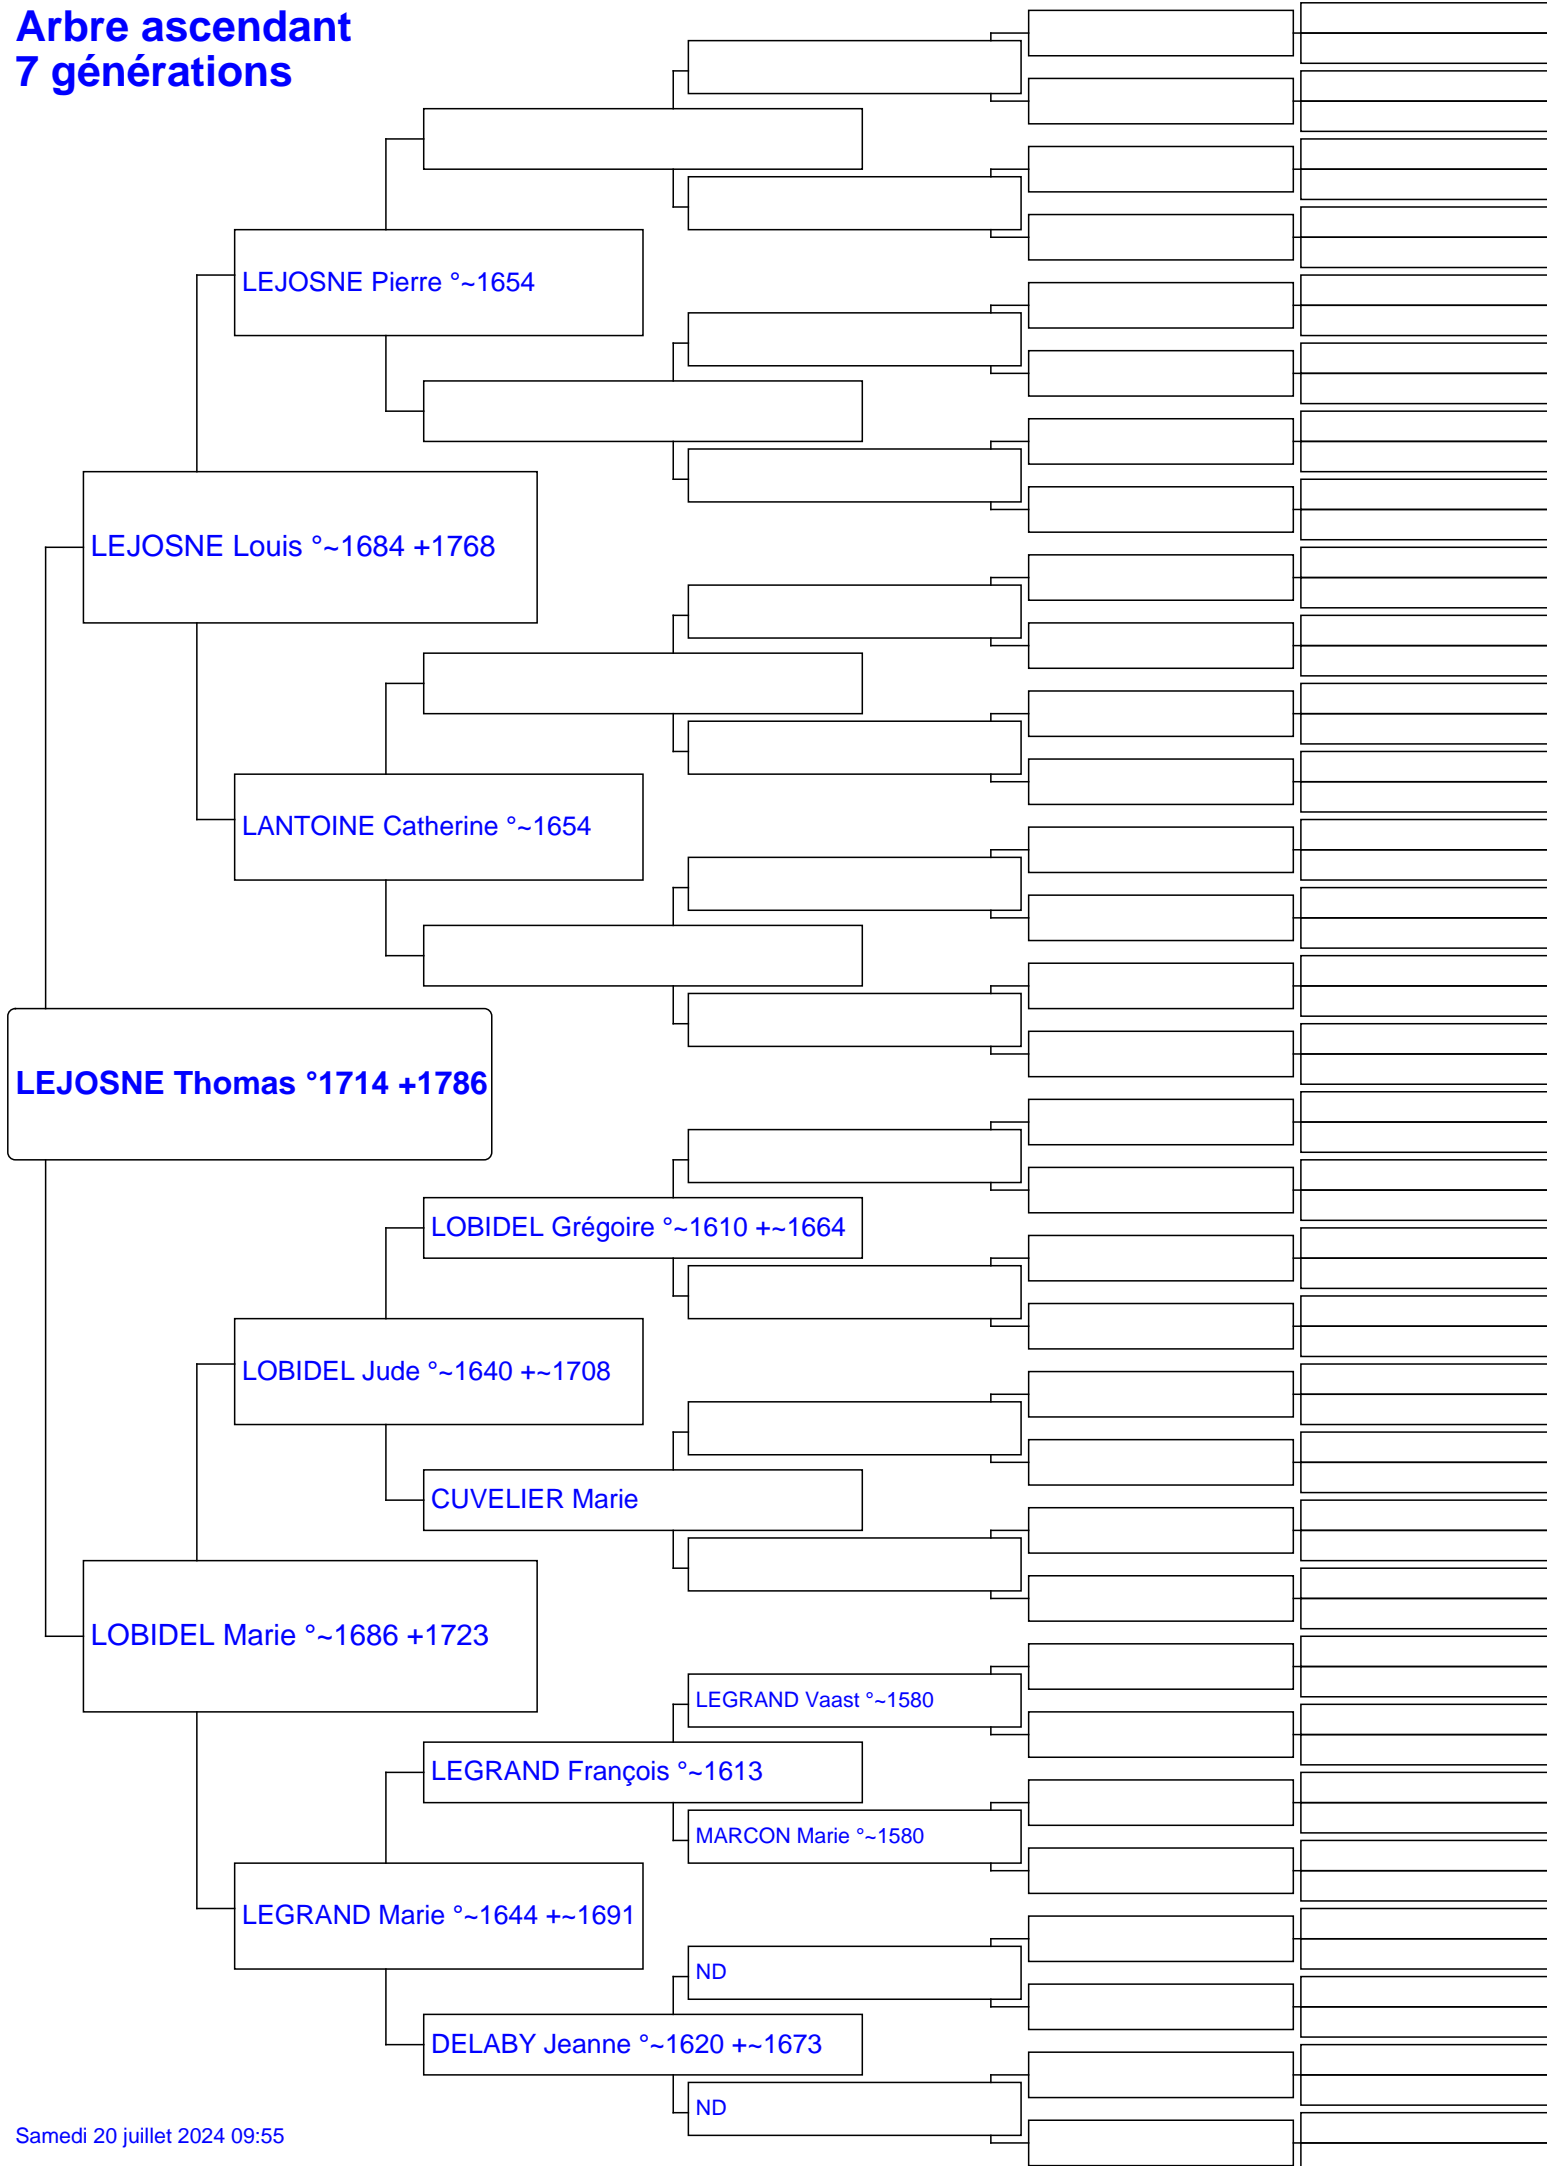 Arbre ascendant
7 générations
LEJOSNE Pierre °~1654
LEJOSNE Louis °~1684 +1768
LANTOINE Catherine °~1654
LEJOSNE Thomas °1714 +1786
LOBIDEL Grégoire °~1610 +~1664
LOBIDEL Jude °~1640 +~1708
CUVELIER Marie
LOBIDEL Marie °~1686 +1723
LEGRAND Vaast °~1580
LEGRAND François °~1613
MARCON Marie °~1580
LEGRAND Marie °~1644 +~1691
ND
DELABY Jeanne °~1620 +~1673
ND
Samedi 20 juillet 2024 09:55